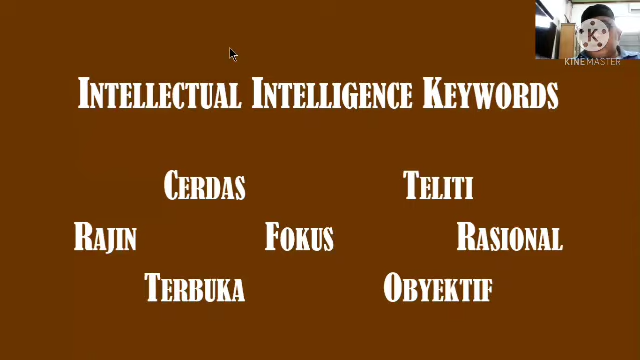 KINEMASTER
Intellectual Intelligence Keywords
Cerdas Teliti
Rajin Fokus Rasional
Terbuka Obyektif